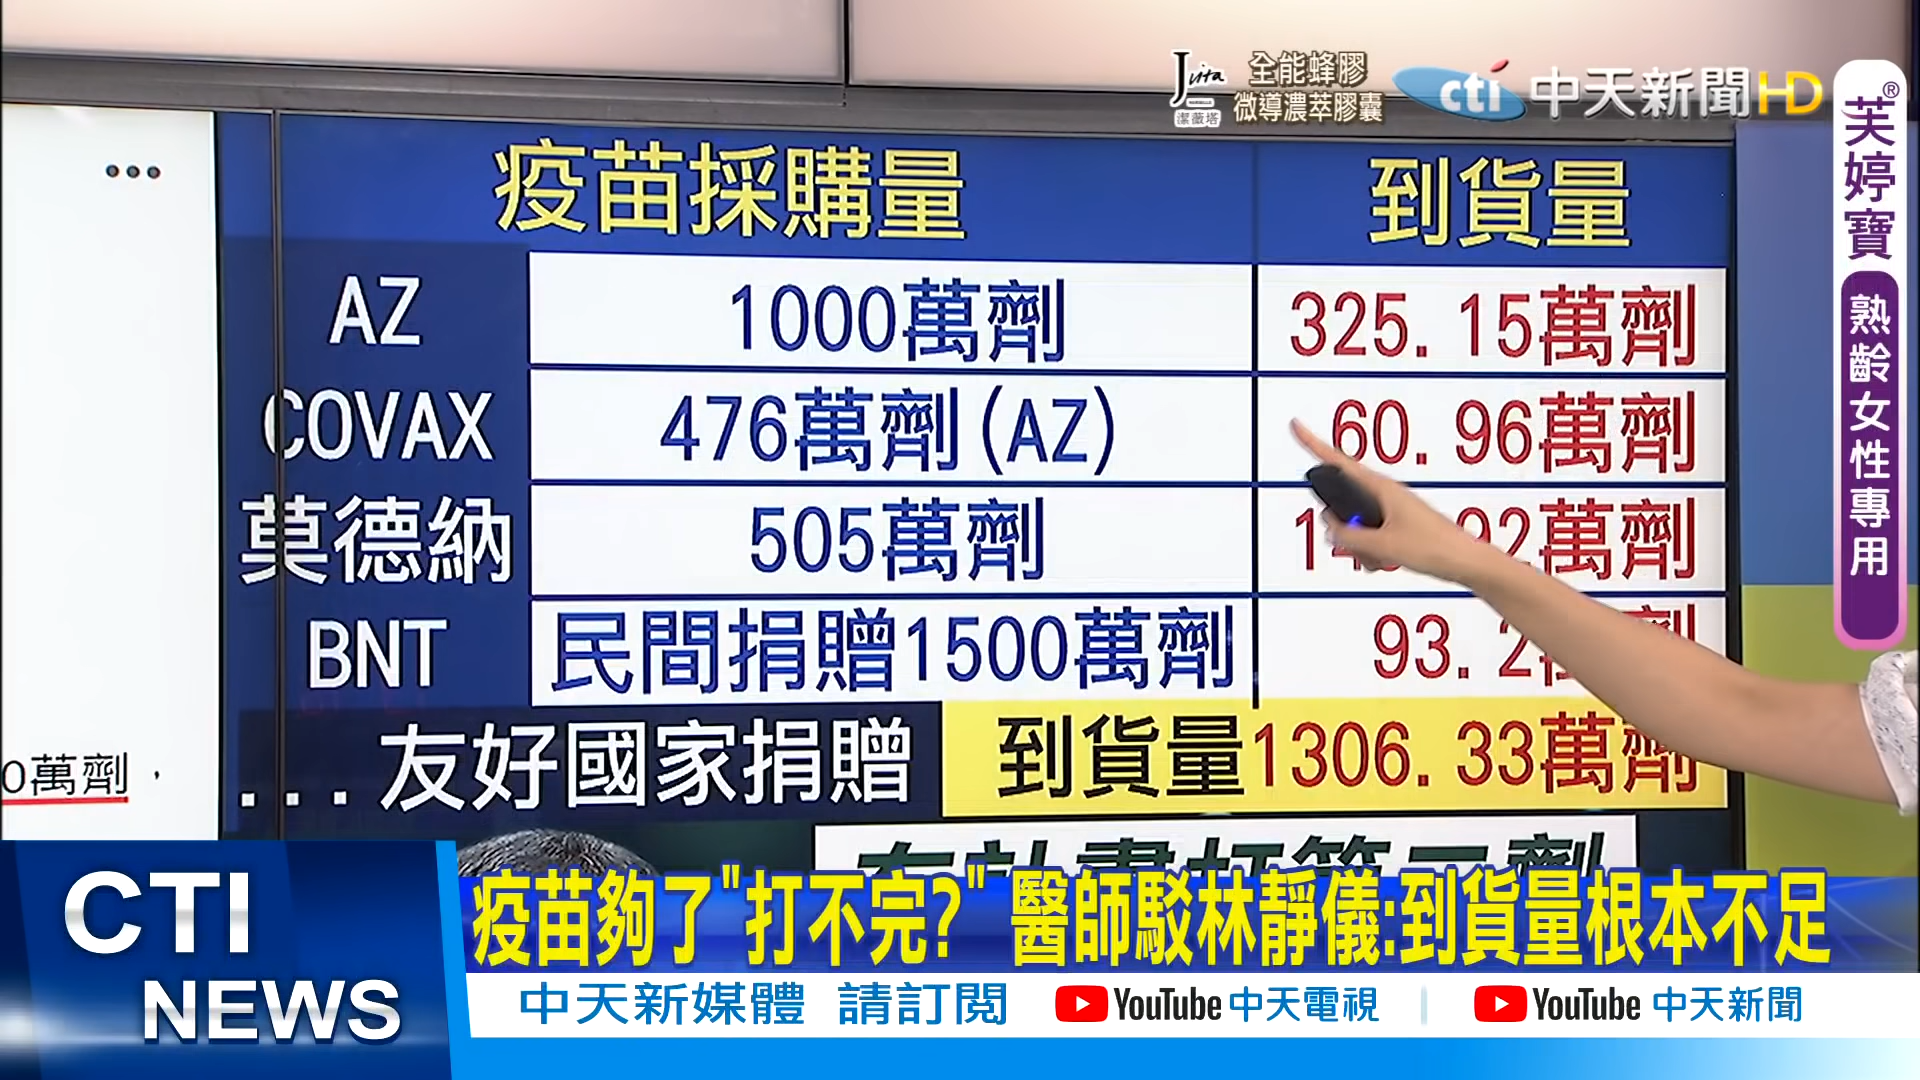 Jvita
潔薇塔
全能蜂膠
微導濃萃膠囊
cti 中天新聞HD
芙婷寶®
熟齡女性專用
疫苗採購量 到貨量
AZ 1000萬劑 325.15萬劑
COVAX 476萬劑(AZ) 60.96萬劑
莫德納 505萬劑 92萬劑
BNT 民間捐贈1500萬劑 93.2萬劑
...友好國家捐贈 到貨量1306.33萬劑
0萬劑，
疫苗夠了"打不完?" 醫師駁林靜儀:到貨量根本不足
CTI
NEWS
中天新媒體 請訂閱 YouTube 中天電視 | YouTube 中天新聞